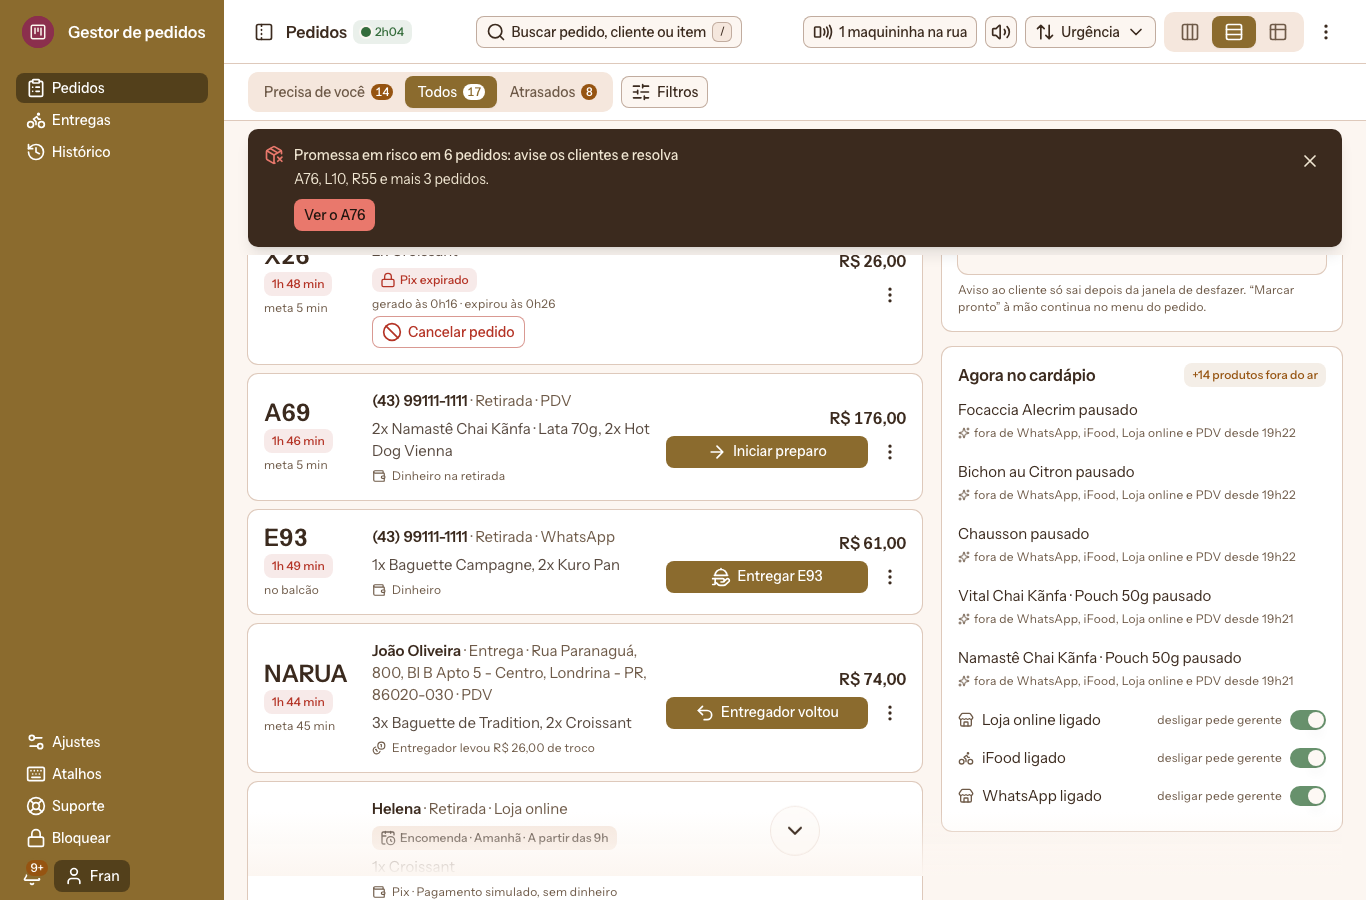 Gestor de pedidos
Pedidos
Entregas
Histórico
Ajustes
Atalhos
Suporte
Bloquear
9+
Fran
Pedidos
2h04
Buscar pedido, cliente ou item
/
1 maquininha na rua
Urgência
Precisa de você 14
Todos 17
Atrasados 8
Filtros
Promessa em risco em 6 pedidos: avise os clientes e resolva
A76, L10, R55 e mais 3 pedidos.
Ver o A76
X26
1h 48 min
meta 5 min
Pix expirado
gerado às 0h16 · expirou às 0h26
Cancelar pedido
R$ 26,00
A69
1h 46 min
meta 5 min
(43) 99111-1111 · Retirada · PDV
2x Namastê Chai Kãnfa · Lata 70g, 2x Hot
Dog Vienna
Dinheiro na retirada
R$ 176,00
Iniciar preparo
E93
1h 49 min
no balcão
(43) 99111-1111 · Retirada · WhatsApp
1x Baguette Campagne, 2x Kuro Pan
Dinheiro
R$ 61,00
Entregar E93
NARUA
1h 44 min
meta 45 min
João Oliveira · Entrega · Rua Paranaguá,
800, Bl B Apto 5 - Centro, Londrina - PR,
86020-030 · PDV
3x Baguette de Tradition, 2x Croissant
Entregador levou R$ 26,00 de troco
R$ 74,00
Entregador voltou
Helena · Retirada · Loja online
Encomenda · Amanhã · A partir das 9h
1x Croissant
Pix · Pagamento simulado, sem dinheiro
Aviso ao cliente só sai depois da janela de desfazer. “Marcar
pronto” à mão continua no menu do pedido.
Agora no cardápio
+14 produtos fora do ar
Focaccia Alecrim pausado
fora de WhatsApp, iFood, Loja online e PDV desde 19h22
Bichon au Citron pausado
fora de WhatsApp, iFood, Loja online e PDV desde 19h22
Chausson pausado
fora de WhatsApp, iFood, Loja online e PDV desde 19h22
Vital Chai Kãnfa · Pouch 50g pausado
fora de WhatsApp, iFood, Loja online e PDV desde 19h21
Namastê Chai Kãnfa · Pouch 50g pausado
fora de WhatsApp, iFood, Loja online e PDV desde 19h21
Loja online ligado
desligar pede gerente
iFood ligado
desligar pede gerente
WhatsApp ligado
desligar pede gerente